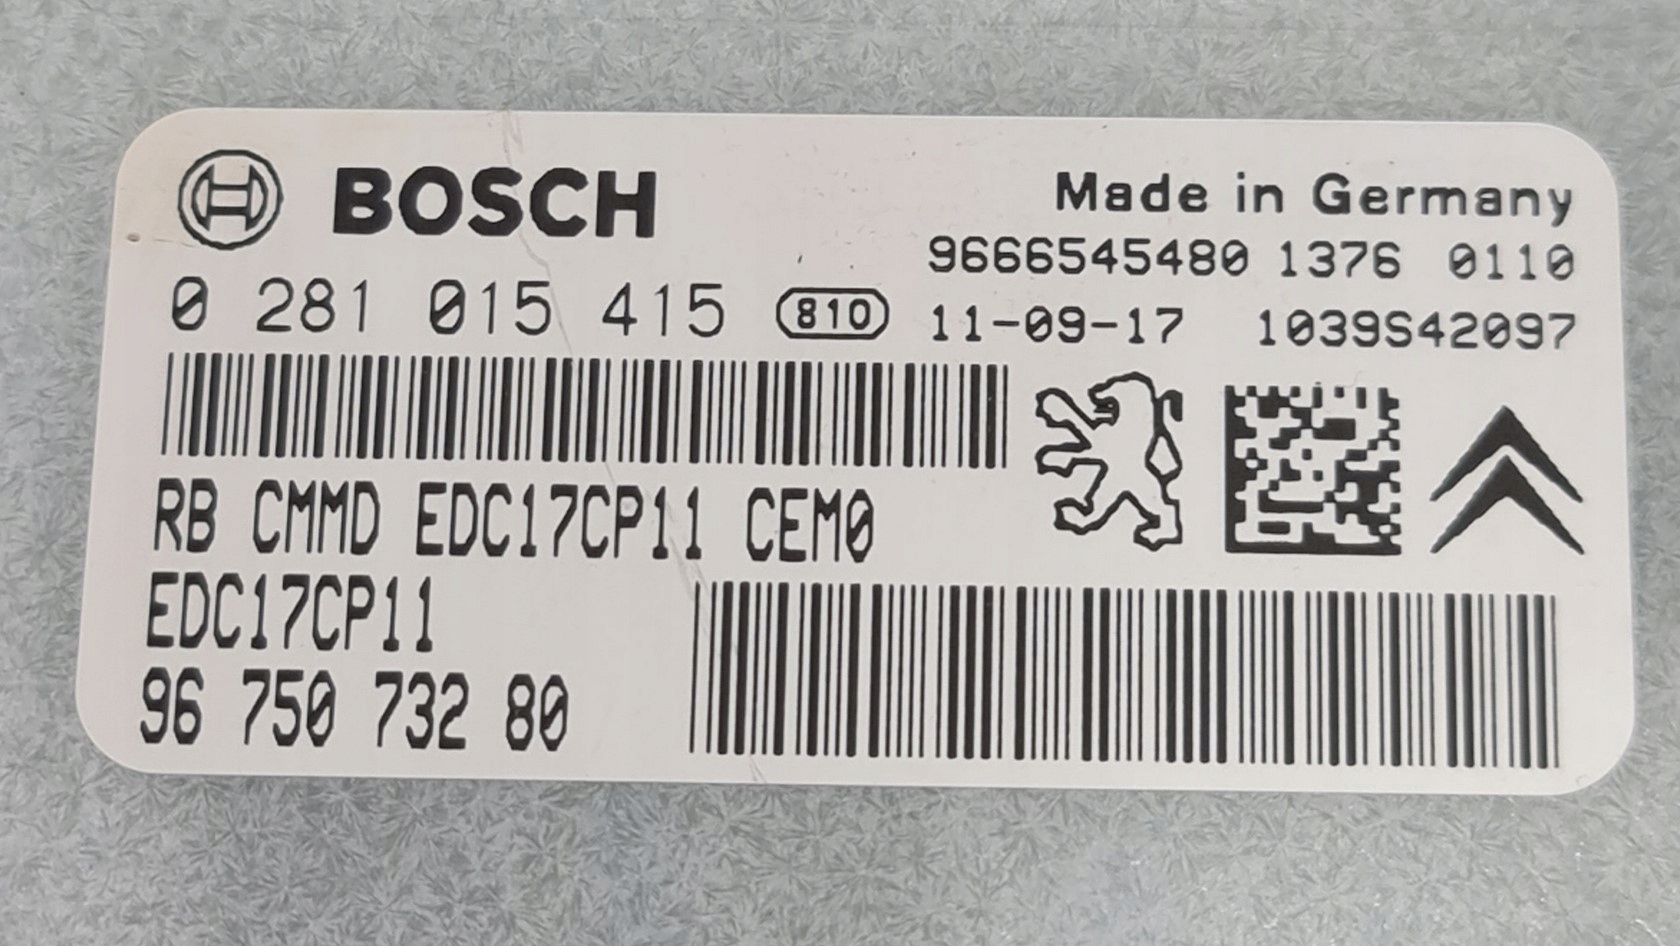 BOSCH
Made in Germany
9666545480 1376 0110
0 281 015 415 810 11-09-17 1039S42097
RB CMMD EDC17CP11 CEM0
EDC17CP11
96 750 732 80